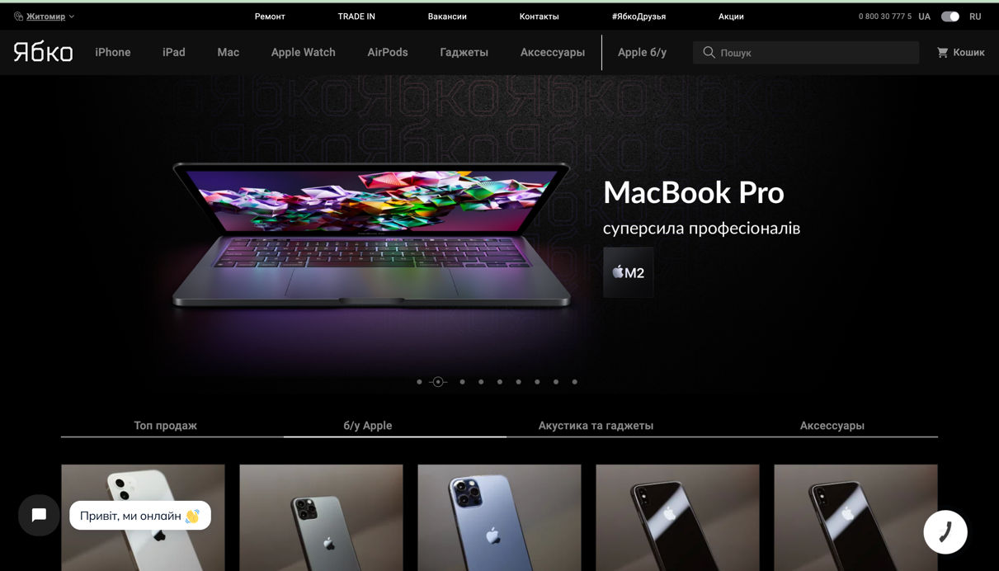 Житомир
Ремонт
TRADE IN
Вакансии
Контакты
#ЯбкоДрузья
Акции
0 800 30 777 5
UA
RU
Ябко
iPhone
iPad
Mac
Apple Watch
AirPods
Гаджеты
Аксессуары
Apple б/у
Пошук
Кошик
MacBook Pro
суперсила професіоналів
M2
Топ продаж
б/у Apple
Акустика та гаджеты
Аксессуары
Привіт, ми онлайн 👋